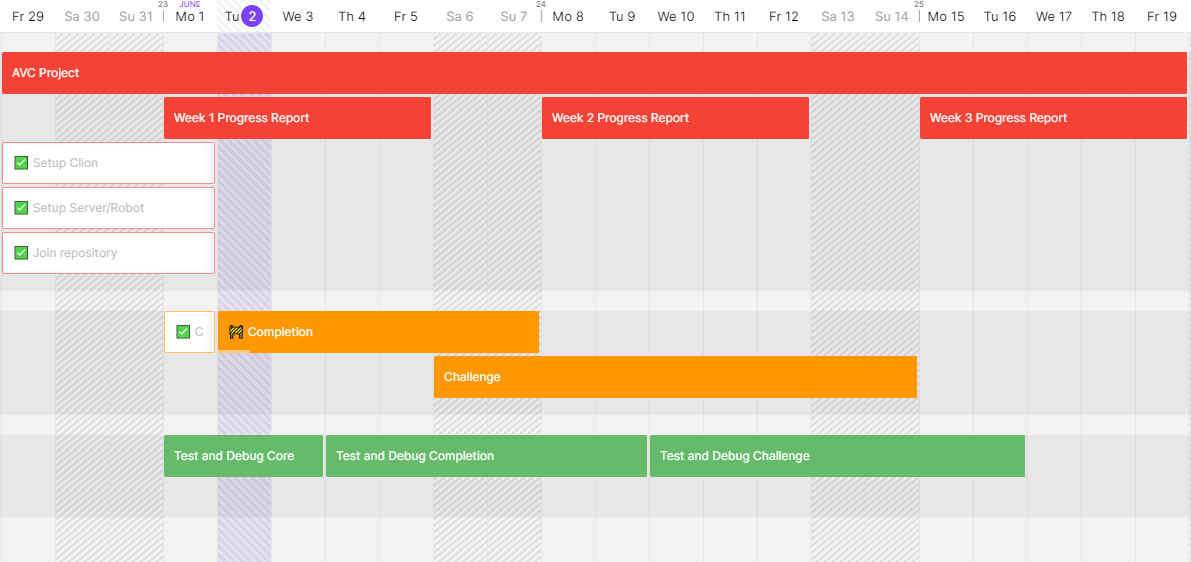 23 JUNE 24 25
Fr 29 Sa 30 Su 31 Mo 1 Tu 2 We 3 Th 4 Fr 5 Sa 6 Su 7 Mo 8 Tu 9 We 10 Th 11 Fr 12 Sa 13 Su 14 Mo 15 Tu 16 We 17 Th 18 Fr 19
AVC Project
Week 1 Progress Report Week 2 Progress Report Week 3 Progress Report
Setup Clion
Setup Server/Robot
Join repository
C Completion
Challenge
Test and Debug Core Test and Debug Completion Test and Debug Challenge